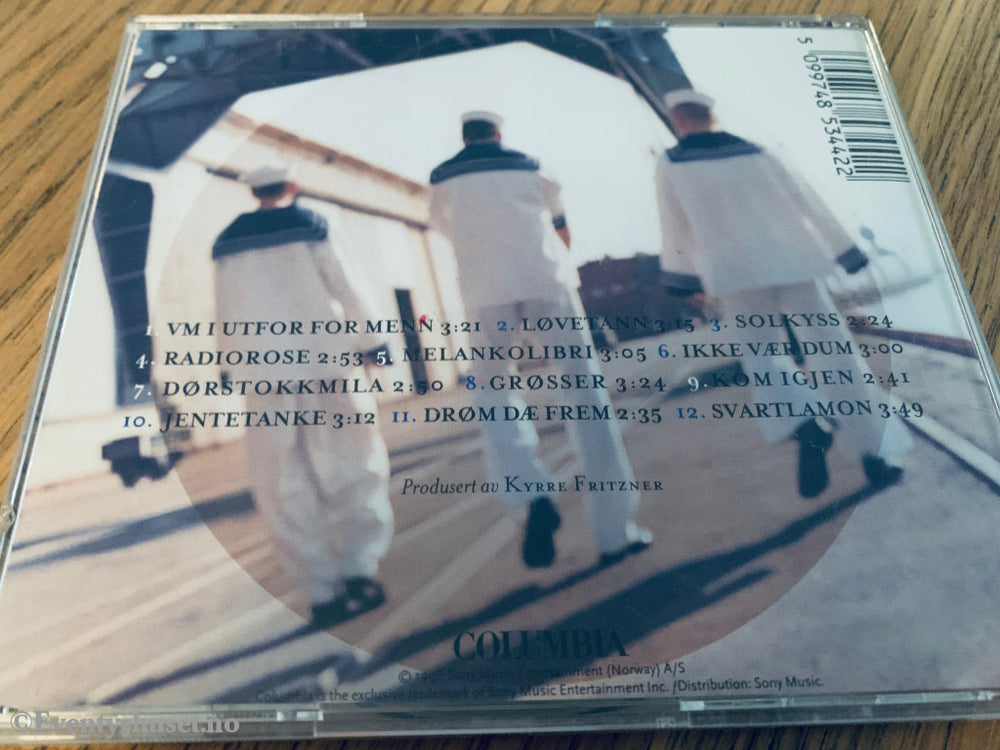 5 099748 534422
1. VM I UTFOR FOR MENN 3:21 2. LØVETANN 3:15 3. SOLKYSS 2:24
4. RADIOROSE 2:53 5. MELANKOLIBRI 3:05 6. IKKE VÆR DUM 3:00
7. DØRSTOKKMILA 2:50 8. GRØSSER 3:24 9. KOM IGJEN 2:41
10. JENTETANKE 3:12 11. DRØM DÆ FREM 2:35 12. SVARTLAMON 3:49
Produsert av KYRRE FRITZNER
COLUMBIA
© Sony Music Entertainment (Norway) A/S
Columbia is the exclusive trademark of Sony Music Entertainment Inc. /Distribution: Sony Music.
©Eventyrhuset.no